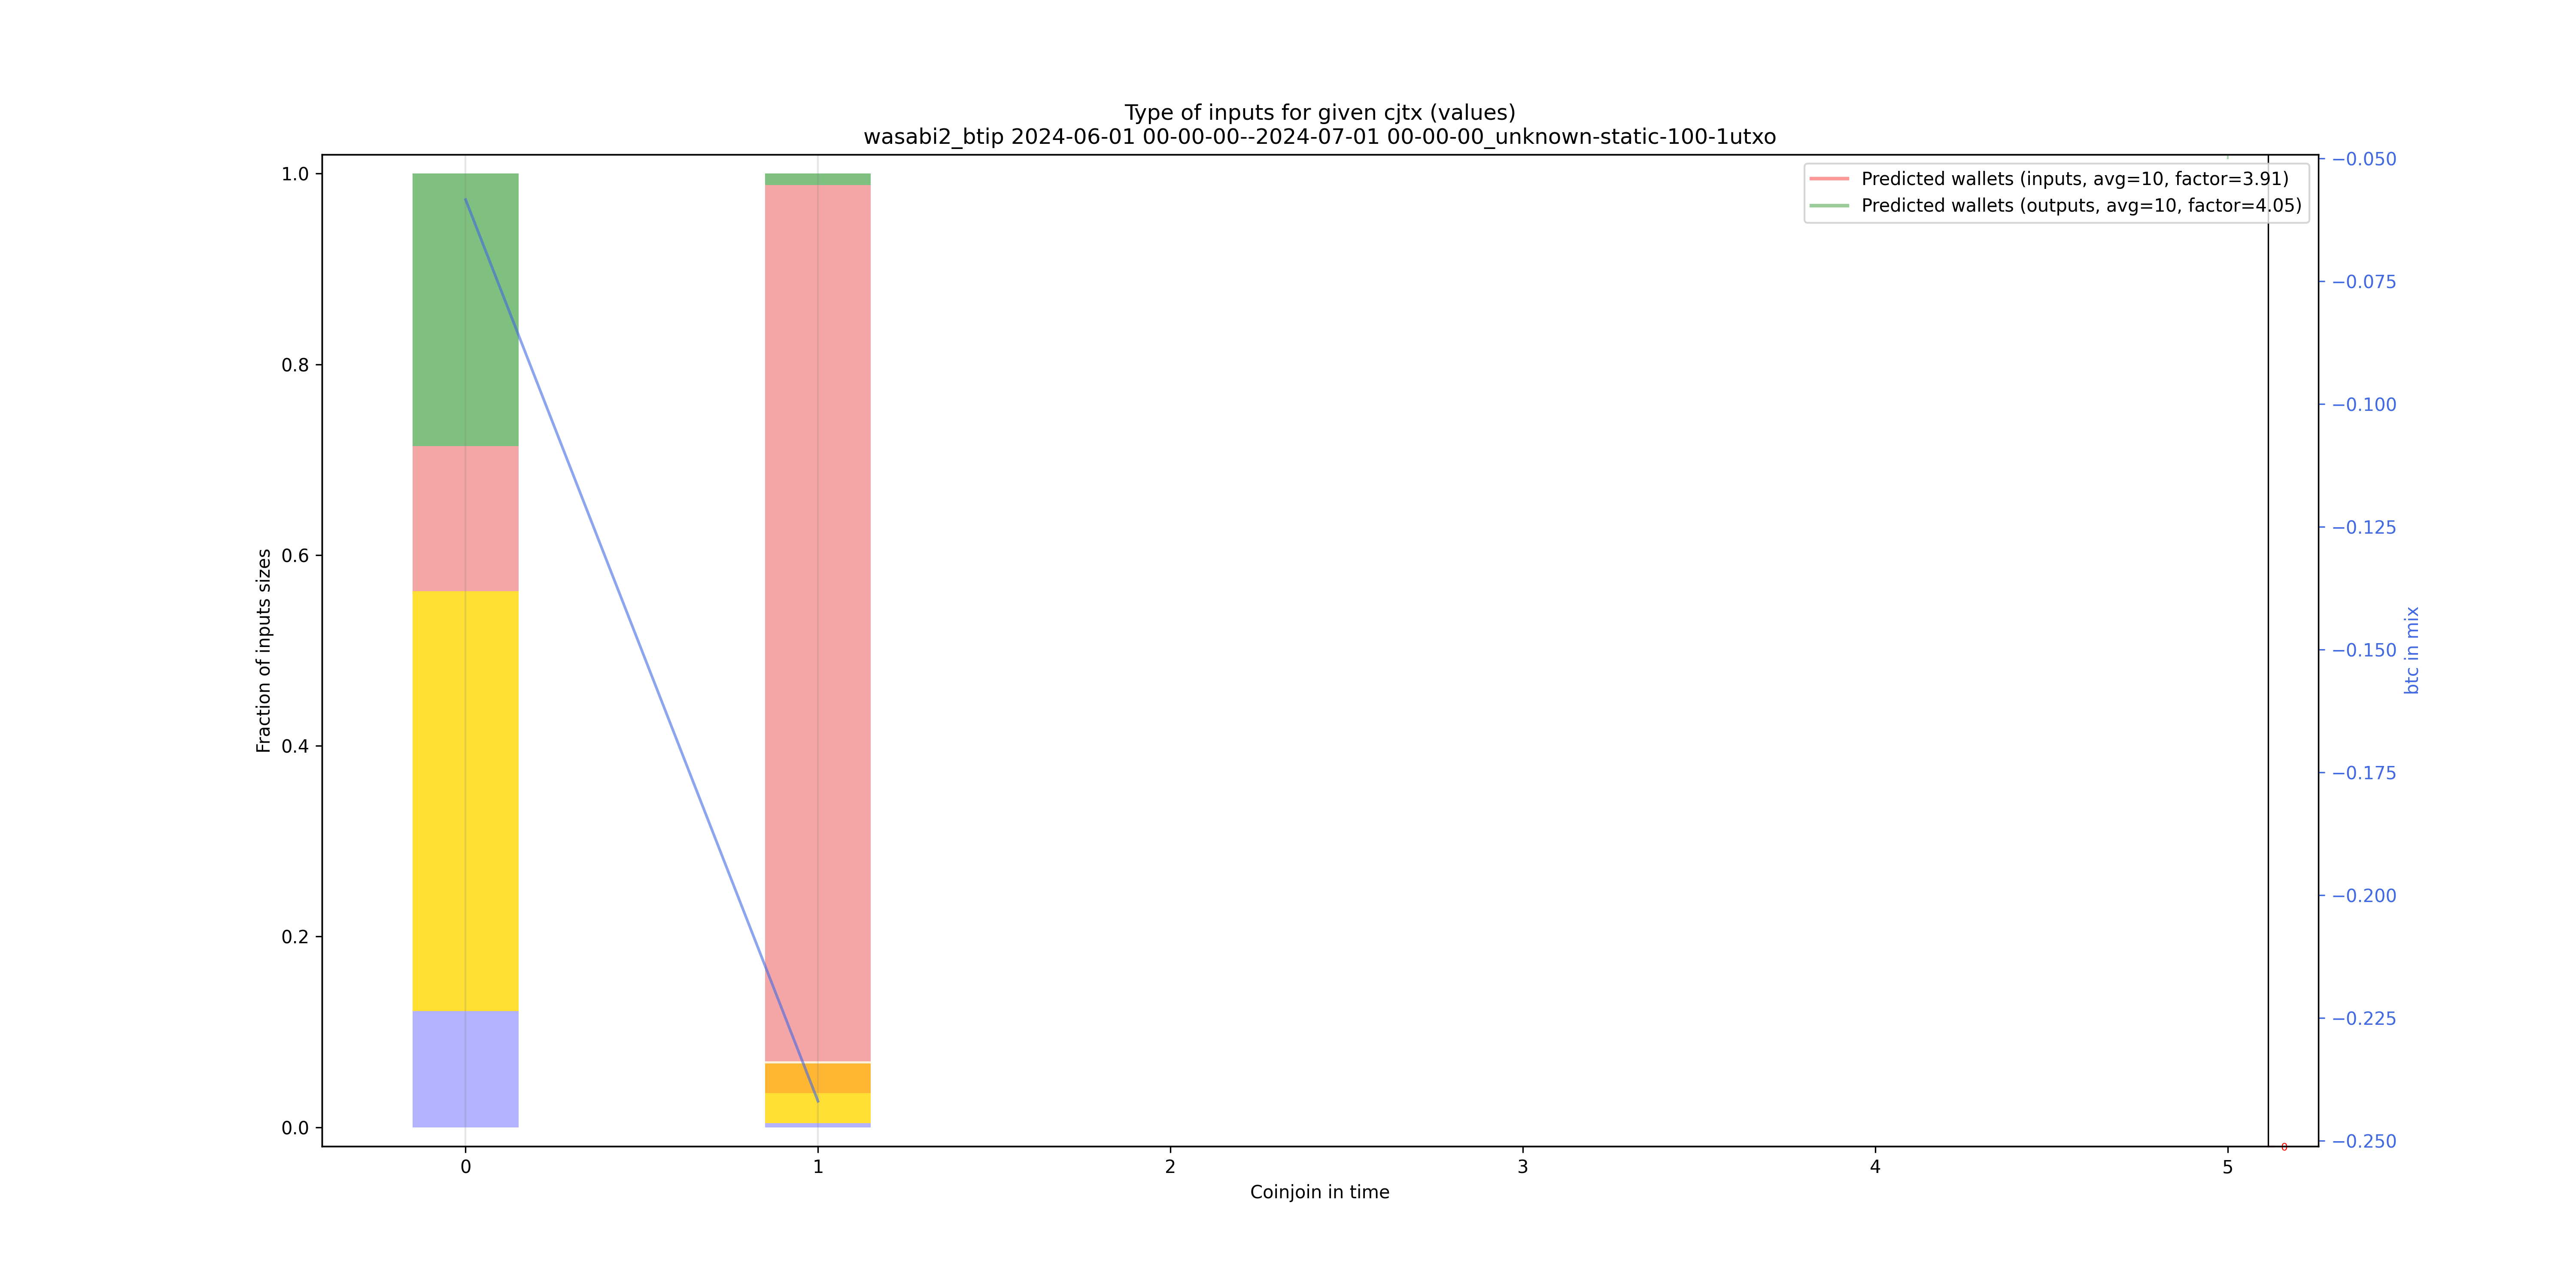 Type of inputs for given cjtx (values)
wasabi2_btip 2024-06-01 00-00-00--2024-07-01 00-00-00_unknown-static-100-1utxo
Predicted wallets (inputs, avg=10, factor=3.91)
Predicted wallets (outputs, avg=10, factor=4.05)
Fraction of inputs sizes
1.0
0.8
0.6
0.4
0.2
0.0
−0.050
−0.075
−0.100
−0.125
−0.150
−0.175
−0.200
−0.225
−0.250
btc in mix
0
0 1 2 3 4 5
Coinjoin in time